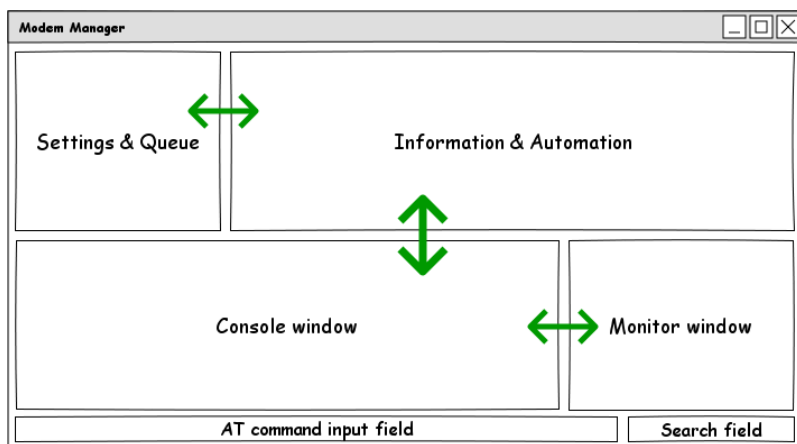 Modem Manager
Settings & Queue
Information & Automation
Console window
Monitor window
AT command input field
Search field